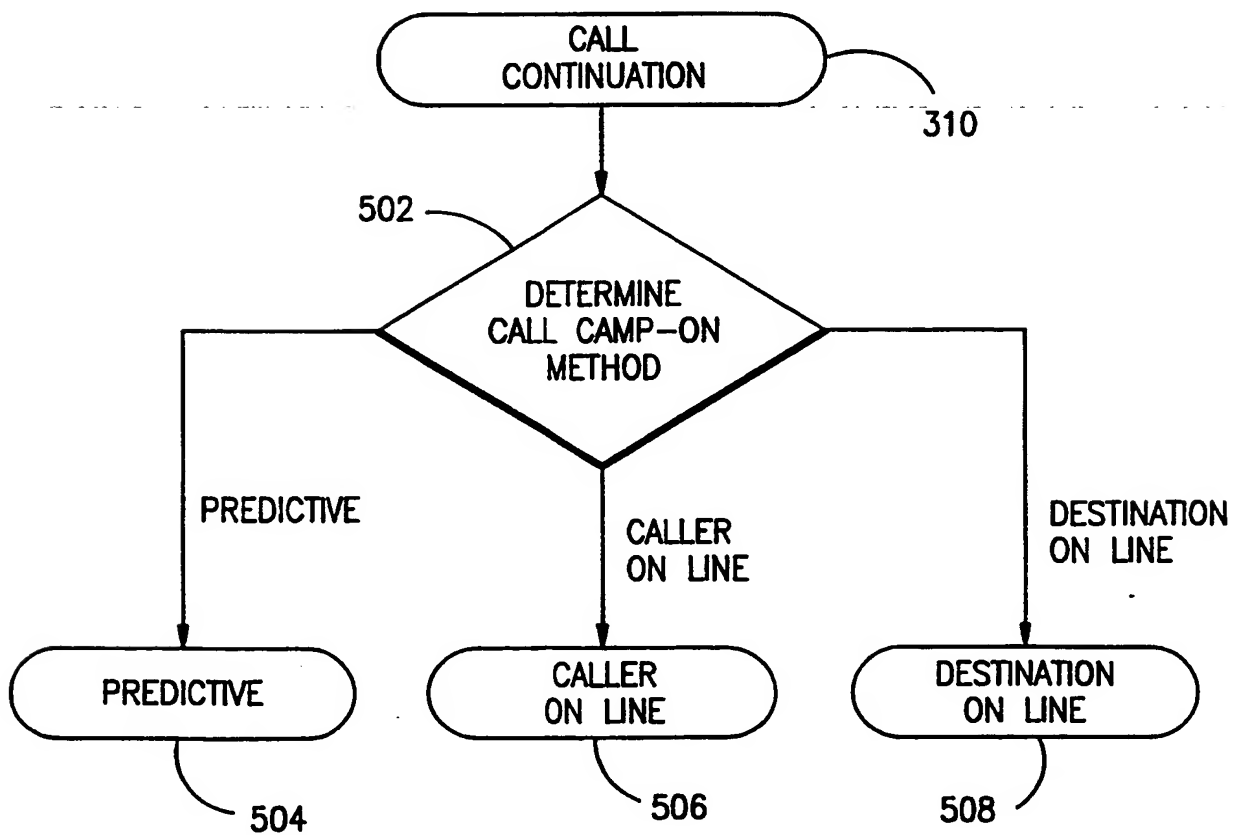 CALL
CONTINUATION
310
502
DETERMINE
CALL CAMP-ON
METHOD
PREDICTIVE
CALLER
ON LINE
DESTINATION
ON LINE
PREDICTIVE
CALLER
ON LINE
DESTINATION
ON LINE
504
506
508